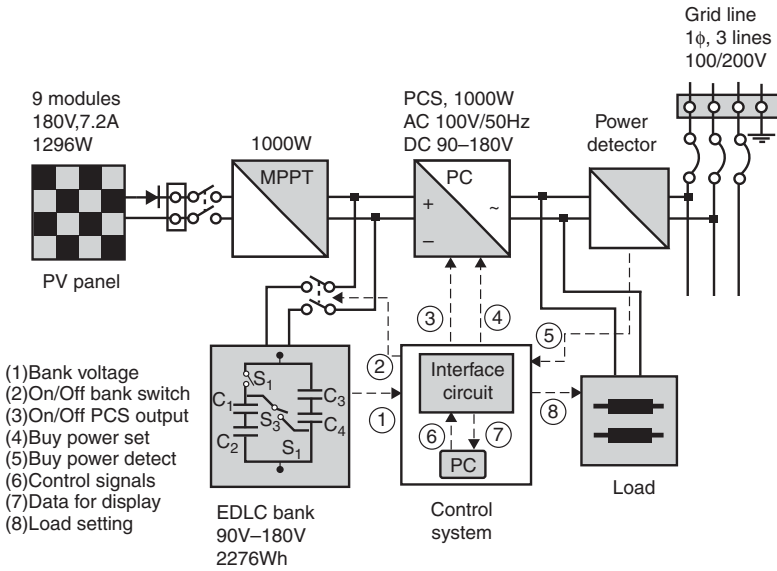 Grid line
1ϕ, 3 lines
100/200V
9 modules
180V,7.2A
1296W
1000W
PCS, 1000W
AC 100V/50Hz
DC 90–180V
Power
detector
MPPT
PC
+
~
–
PV panel
3
4
5
2
1
8
Interface
circuit
6
7
PC
S1
C1
C3
S3
C4
C2
S1
(1)Bank voltage
(2)On/Off bank switch
(3)On/Off PCS output
(4)Buy power set
(5)Buy power detect
(6)Control signals
(7)Data for display
(8)Load setting
EDLC bank
90V–180V
2276Wh
Control
system
Load